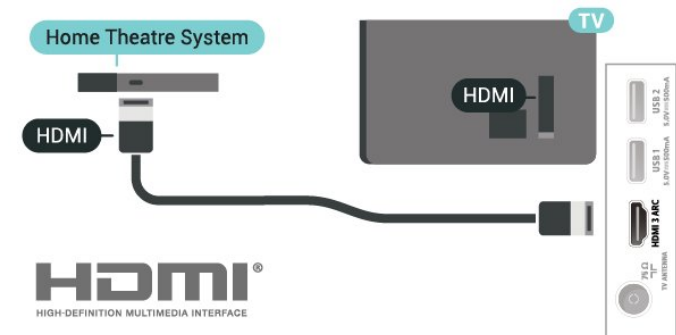 Home Theatre System
TV
HDMI
HDMI
USB 2
5.0V⎓500mA
USB 1
5.0V⎓500mA
HDMI 3 ARC
75 Ω
TV ANTENNA
HDMI®
HIGH-DEFINITION MULTIMEDIA INTERFACE